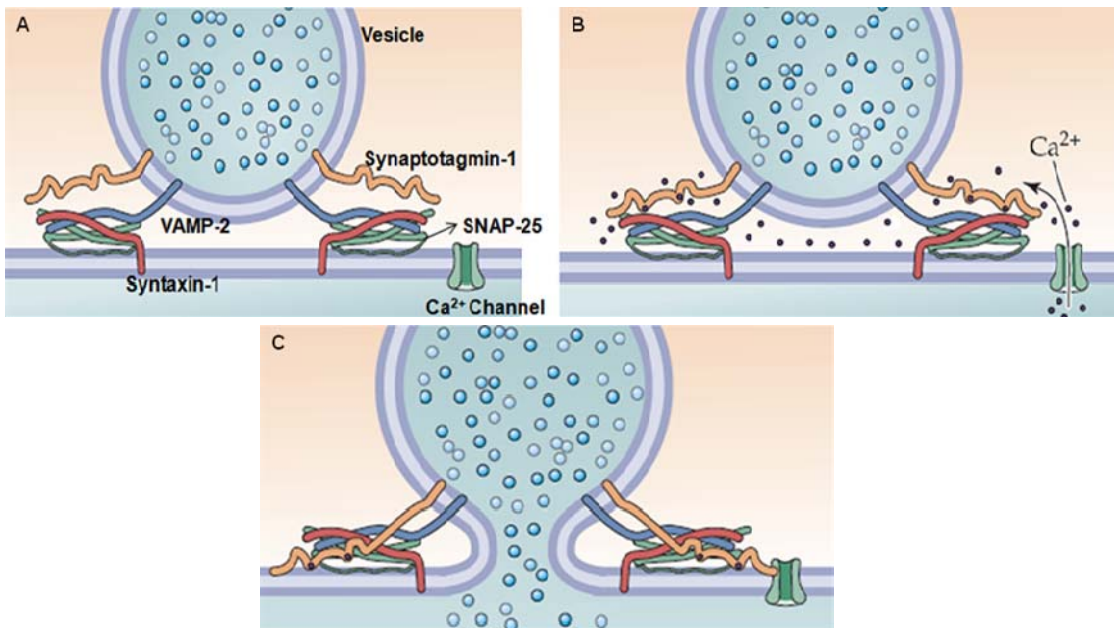 A
Vesicle
Synaptotagmin-1
VAMP-2
SNAP-25
Syntaxin-1
Ca²⁺ Channel
B
Ca²⁺
C